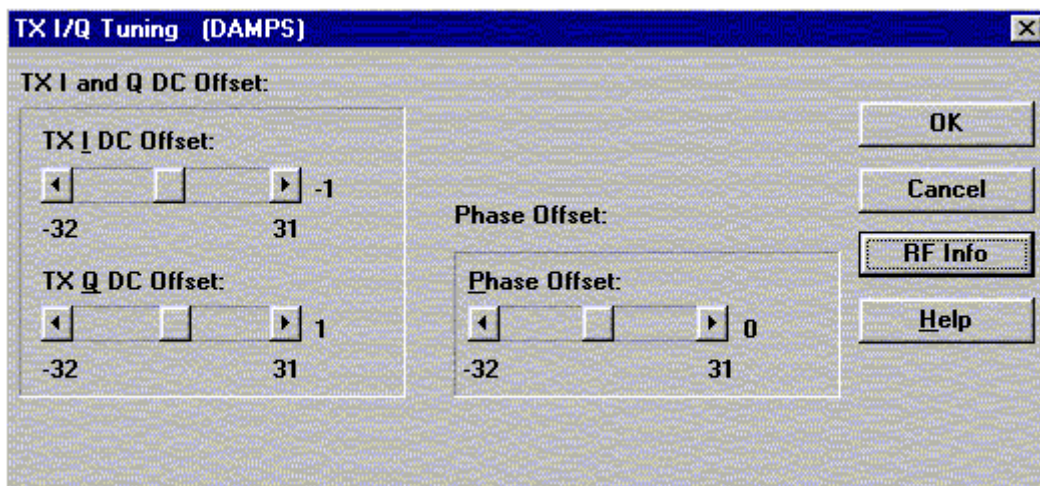 TX I/Q Tuning (DAMPS)
TX I and Q DC Offset:
TX I DC Offset:
-1
-32 31
TX Q DC Offset:
1
-32 31
Phase Offset:
Phase Offset:
0
-32 31
OK
Cancel
RF Info
Help